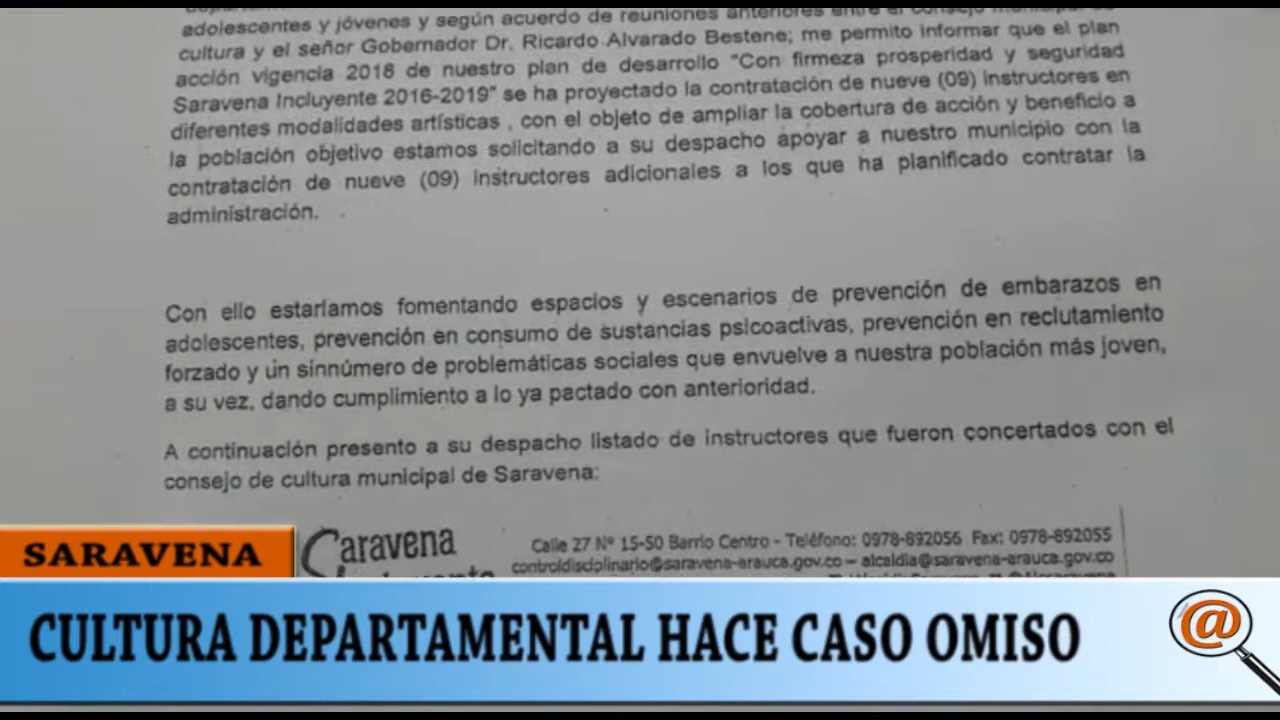 adolescentes y jóvenes y según acuerdo de reuniones anteriores entre el consejo municipal de
cultura y el señor Gobernador Dr. Ricardo Alvarado Bestene; me permito informar que el plan
acción vigencia 2018 de nuestro plan de desarrollo "Con firmeza prosperidad y seguridad
Saravena Incluyente 2016-2019" se ha proyectado la contratación de nueve (09) instructores en
diferentes modalidades artísticas , con el objeto de ampliar la cobertura de acción y beneficio a
la población objetivo estamos solicitando a su despacho apoyar a nuestro municipio con la
contratación de nueve (09) instructores adicionales a los que ha planificado contratar la
administración.
Con ello estaríamos fomentando espacios y escenarios de prevención de embarazos en
adolescentes, prevención en consumo de sustancias psicoactivas, prevención en reclutamiento
forzado y un sinnúmero de problemáticas sociales que envuelve a nuestra población más joven,
a su vez, dando cumplimiento a lo ya pactado con anterioridad.
A continuación presento a su despacho listado de instructores que fueron concertados con el
consejo de cultura municipal de Saravena:
Saravena
Calle 27 Nº 15-50 Barrio Centro - Teléfono: 0978-892056 Fax: 0978-892055
controldisciplinario@saravena-arauca.gov.co – alcaldia@saravena-arauca.gov.co
SARAVENA
CULTURA DEPARTAMENTAL HACE CASO OMISO
@